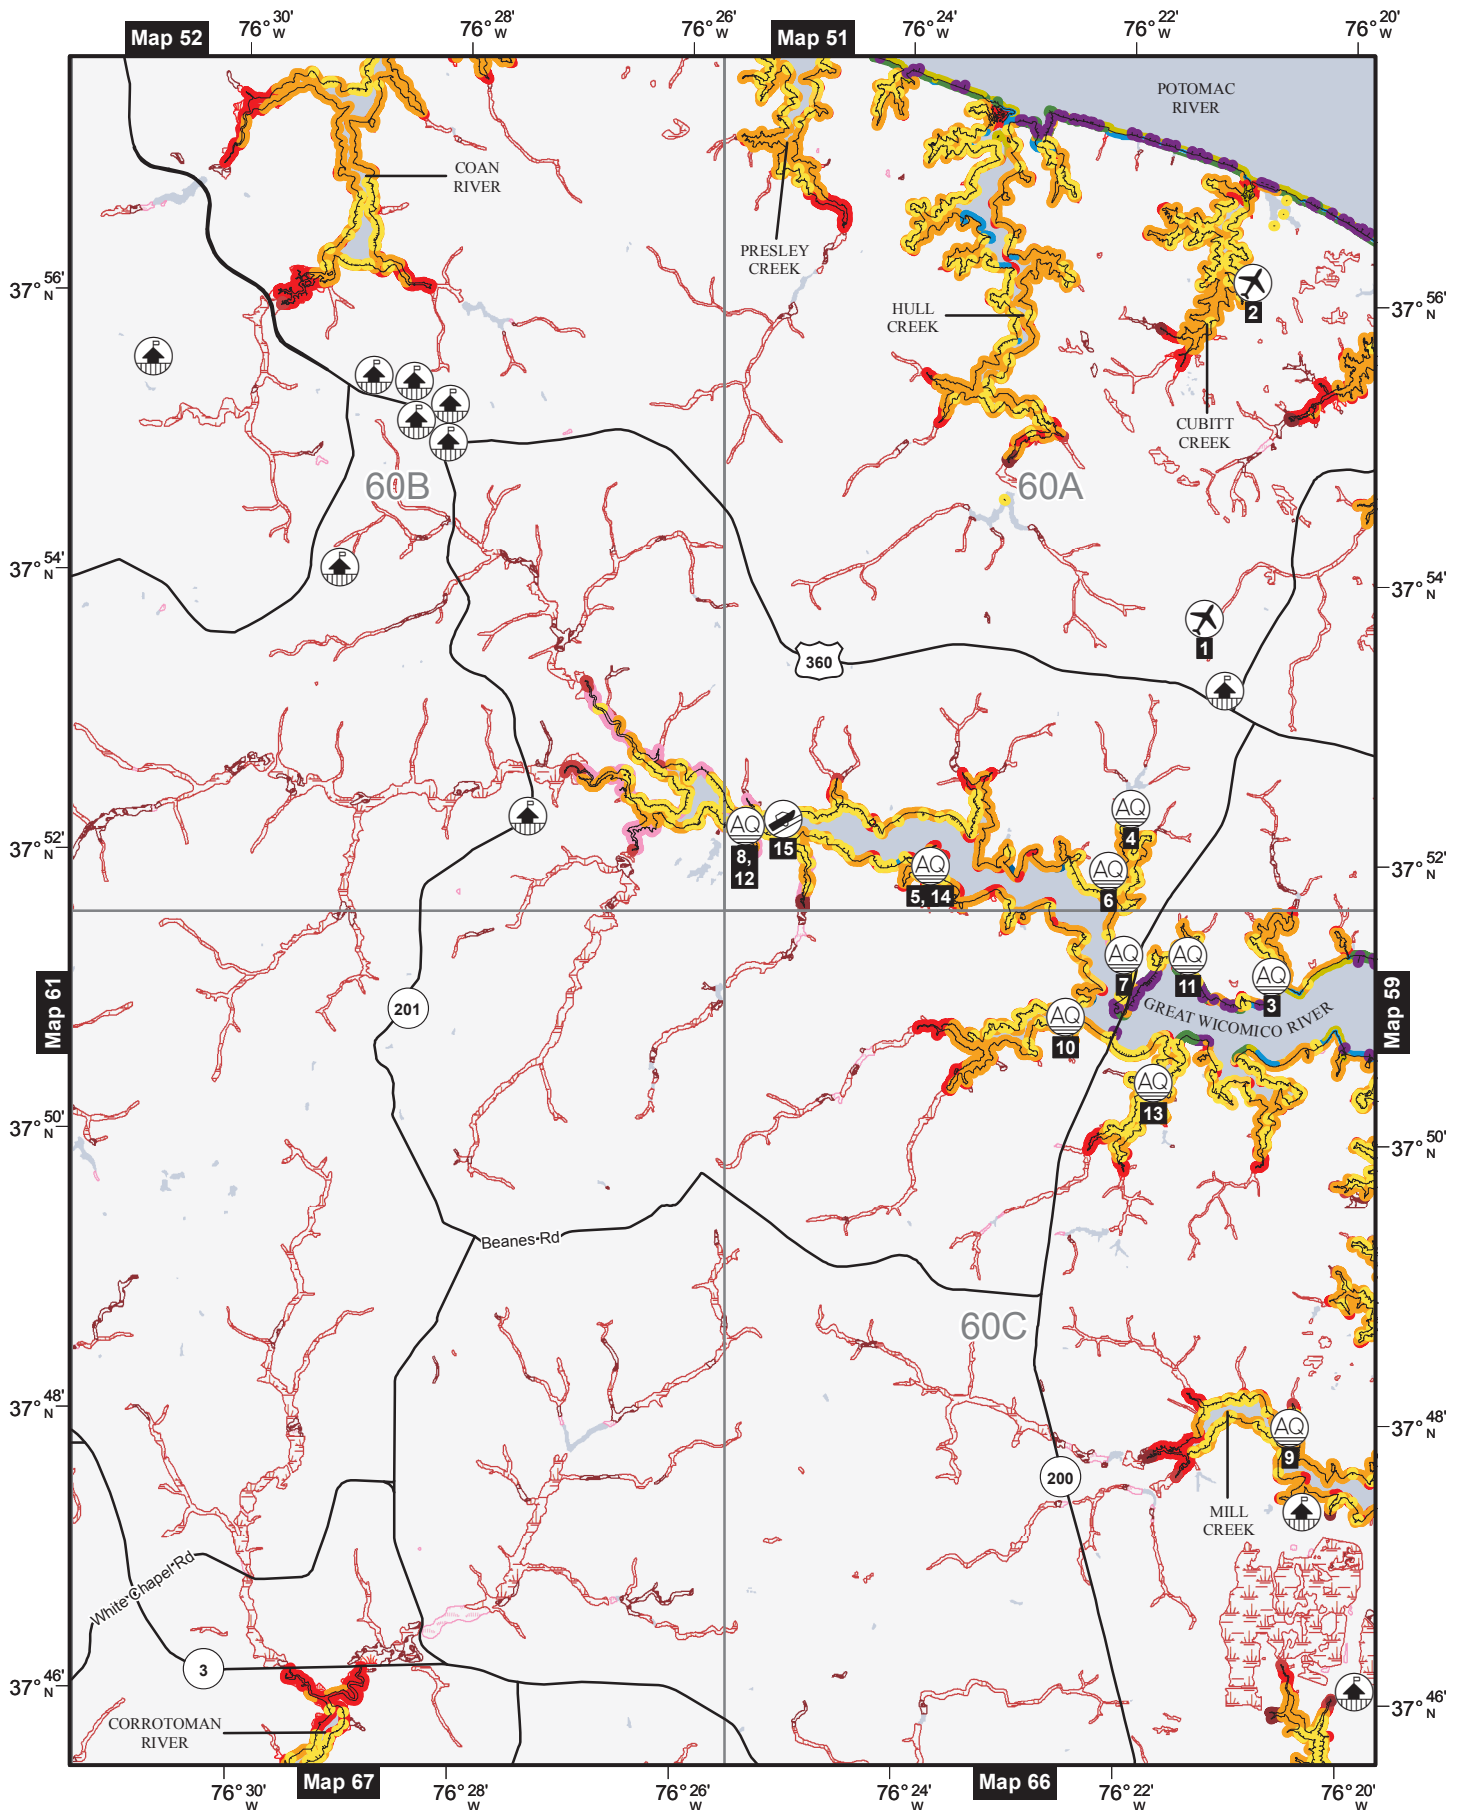 76° 30' W
76° 28' W
76° 26' W
76° 24' W
76° 22' W
76° 20' W
Map 52
Map 51
POTOMAC
RIVER
COAN
RIVER
PRESLEY
CREEK
HULL
CREEK
CUBITT
CREEK
37° 56' N
37° 56' N
2
60B
60A
37° 54' N
37° 54' N
1
360
37° 52' N
37° 52' N
8,
12
15
5, 14
4
6
7
11
3
10
13
GREAT WICOMICO RIVER
Map 61
Map 59
201
37° 50' N
37° 50' N
Beanes Rd
60C
37° 48' N
37° 48' N
9
200
MILL
CREEK
White Chapel Rd
3
37° 46' N
37° 46' N
CORROTOMAN
RIVER
AQ
AQ
AQ
AQ
AQ
AQ
AQ
AQ
AQ
AQ
76° 30' W
76° 28' W
76° 26' W
76° 24' W
76° 22' W
76° 20' W
Map 67
Map 66